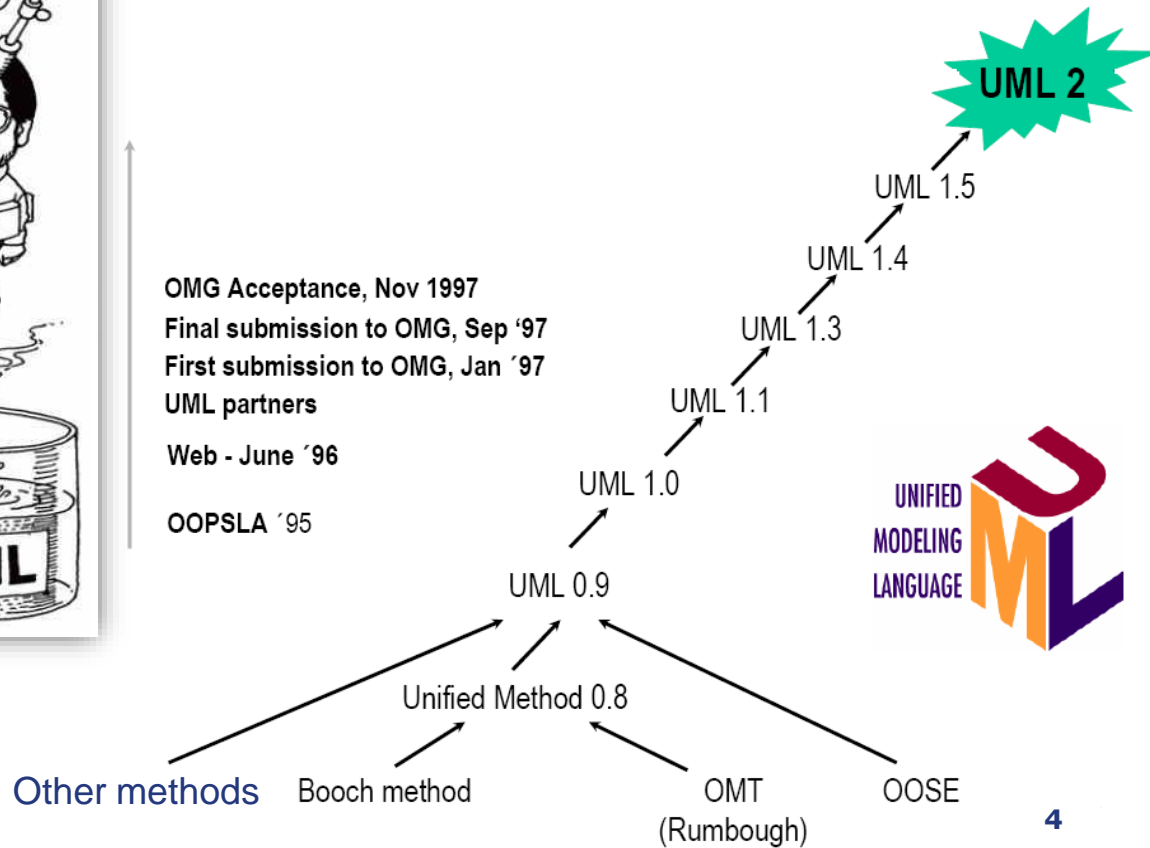 UML 2
UML 1.5
UML 1.4
OMG Acceptance, Nov 1997
Final submission to OMG, Sep ‘97
UML 1.3
First submission to OMG, Jan ´97
UML partners
UML 1.1
Web - June ´96
UML 1.0
OOPSLA ´95
UNIFIED
MODELING
LANGUAGE
UML
UML 0.9
Unified Method 0.8
Other methods
Booch method
OMT
(Rumbough)
OOSE
4